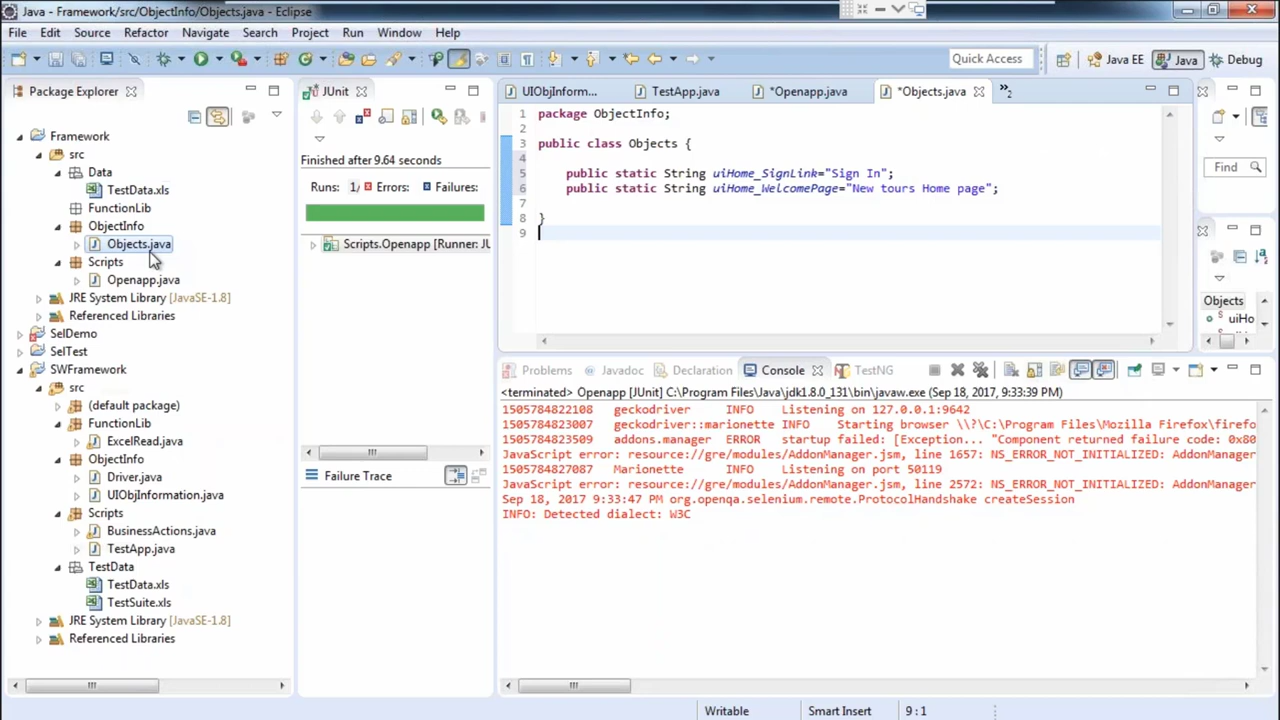 Java - Framework/src/ObjectInfo/Objects.java - Eclipse
File Edit Source Refactor Navigate Search Project Run Window Help
Quick Access Java EE Java Debug
Package Explorer
Framework
src
Data
TestData.xls
FunctionLib
ObjectInfo
Objects.java
Scripts
Openapp.java
JRE System Library [JavaSE-1.8]
Referenced Libraries
SelDemo
SelTest
SWFramework
src
(default package)
FunctionLib
ExcelRead.java
ObjectInfo
Driver.java
UIObjInformation.java
Scripts
BusinessActions.java
TestApp.java
TestData
TestData.xls
TestSuite.xls
JRE System Library [JavaSE-1.8]
Referenced Libraries
JUnit
Finished after 9.64 seconds
Runs: 1/ Errors: Failures:
Scripts.Openapp [Runner: JU
Failure Trace
UIObjInform... TestApp.java *Openapp.java *Objects.java »2
1 package ObjectInfo;
2
3 public class Objects {
4
5 public static String uiHome_SignLink="Sign In";
6 public static String uiHome_WelcomePage="New tours Home page";
7
8 }
9
Find
Objects
uiHo
Problems Javadoc Declaration Console TestNG
<terminated> Openapp [JUnit] C:\Program Files\Java\jdk1.8.0_131\bin\javaw.exe (Sep 18, 2017, 9:33:39 PM)
1505784822108 geckodriver INFO Listening on 127.0.0.1:9642
1505784823007 geckodriver::marionette INFO Starting browser \\?\C:\Program Files\Mozilla Firefox\firefo
1505784823509 addons.manager ERROR startup failed: [Exception... "Component returned failure code: 0x80
JavaScript error: resource://gre/modules/AddonManager.jsm, line 1657: NS_ERROR_NOT_INITIALIZED: AddonManager
1505784827087 Marionette INFO Listening on port 50119
JavaScript error: resource://gre/modules/AddonManager.jsm, line 2572: NS_ERROR_NOT_INITIALIZED: AddonManager
Sep 18, 2017 9:33:47 PM org.openqa.selenium.remote.ProtocolHandshake createSession
INFO: Detected dialect: W3C
Writable Smart Insert 9 : 1